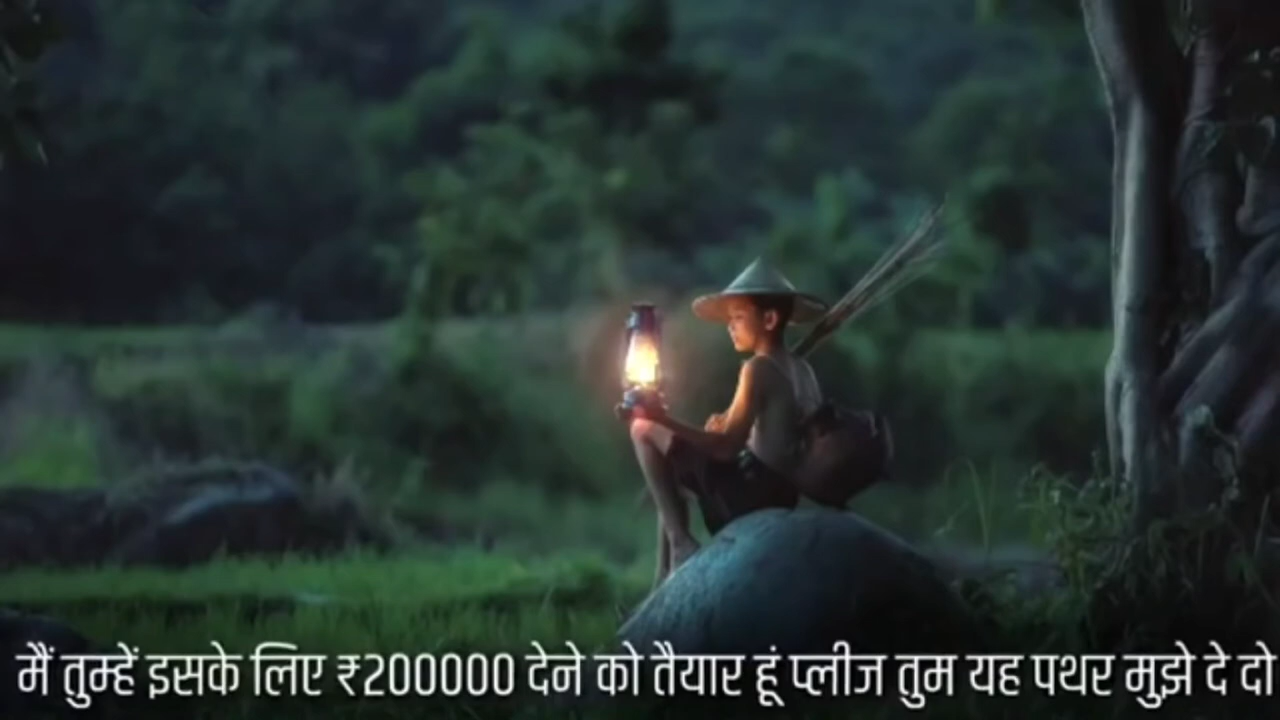 मैं तुम्हें इसके लिए ₹200000 देने को तैयार हूं प्लीज तुम यह पथर मुझे दे दो